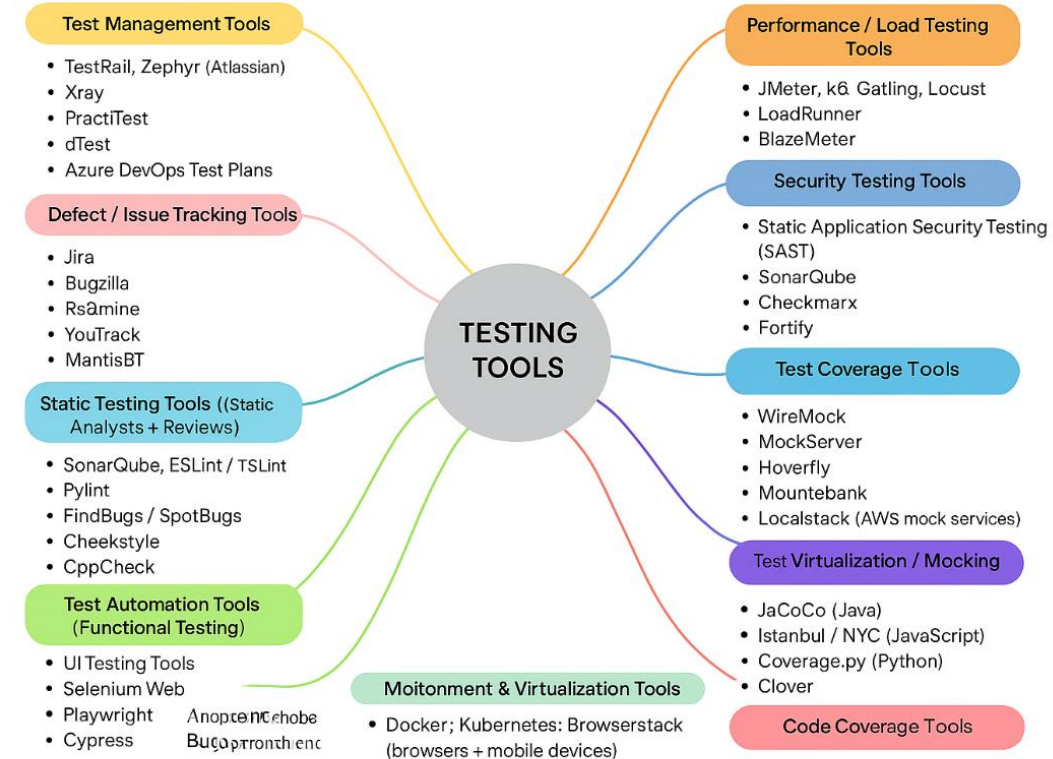 Test Management Tools
• TestRail, Zephyr (Atlassian)
• Xray
• PractiTest
• dTest
• Azure DevOps Test Plans
Defect / Issue Tracking Tools
• Jira
• Bugzilla
• YouTrack
• MantisBT
Static Testing Tools ((Static
Analysts + Reviews)
• SonarQube, ESLint / TSLint
• Pylint
• FindBugs / SpotBugs
• Cheekstyle
• CppCheck
Test Automation Tools
(Functional Testing)
• UI Testing Tools
• Selenium Web
• Playwright
• Cypress
TESTING
TOOLS
Moitonment & Virtualization Tools
• Docker; Kubernetes: Browserstack
(browsers + mobile devices)
Performance / Load Testing
Tools
• JMeter, k6. Gatling, Locust
• LoadRunner
• BlazeMeter
Security Testing Tools
• Static Application Security Testing
(SAST)
• SonarQube
• Checkmarx
• Fortify
Test Coverage Tools
• WireMock
• MockServer
• Hoverfly
• Mountebank
• Localstack (AWS mock services)
Test Virtualization / Mocking
• JaCoCo (Java)
• Istanbul / NYC (JavaScript)
• Coverage.py (Python)
• Clover
Code Coverage Tools